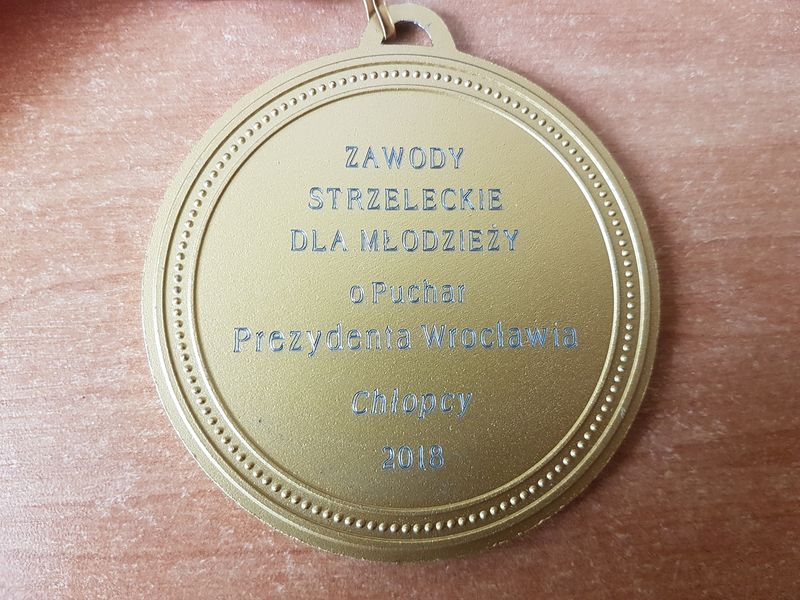 ZAWODY
STRZELECKIE
DLA MŁODZIEŻY
o Puchar
Prezydenta Wrocławia
Chłopcy
2018